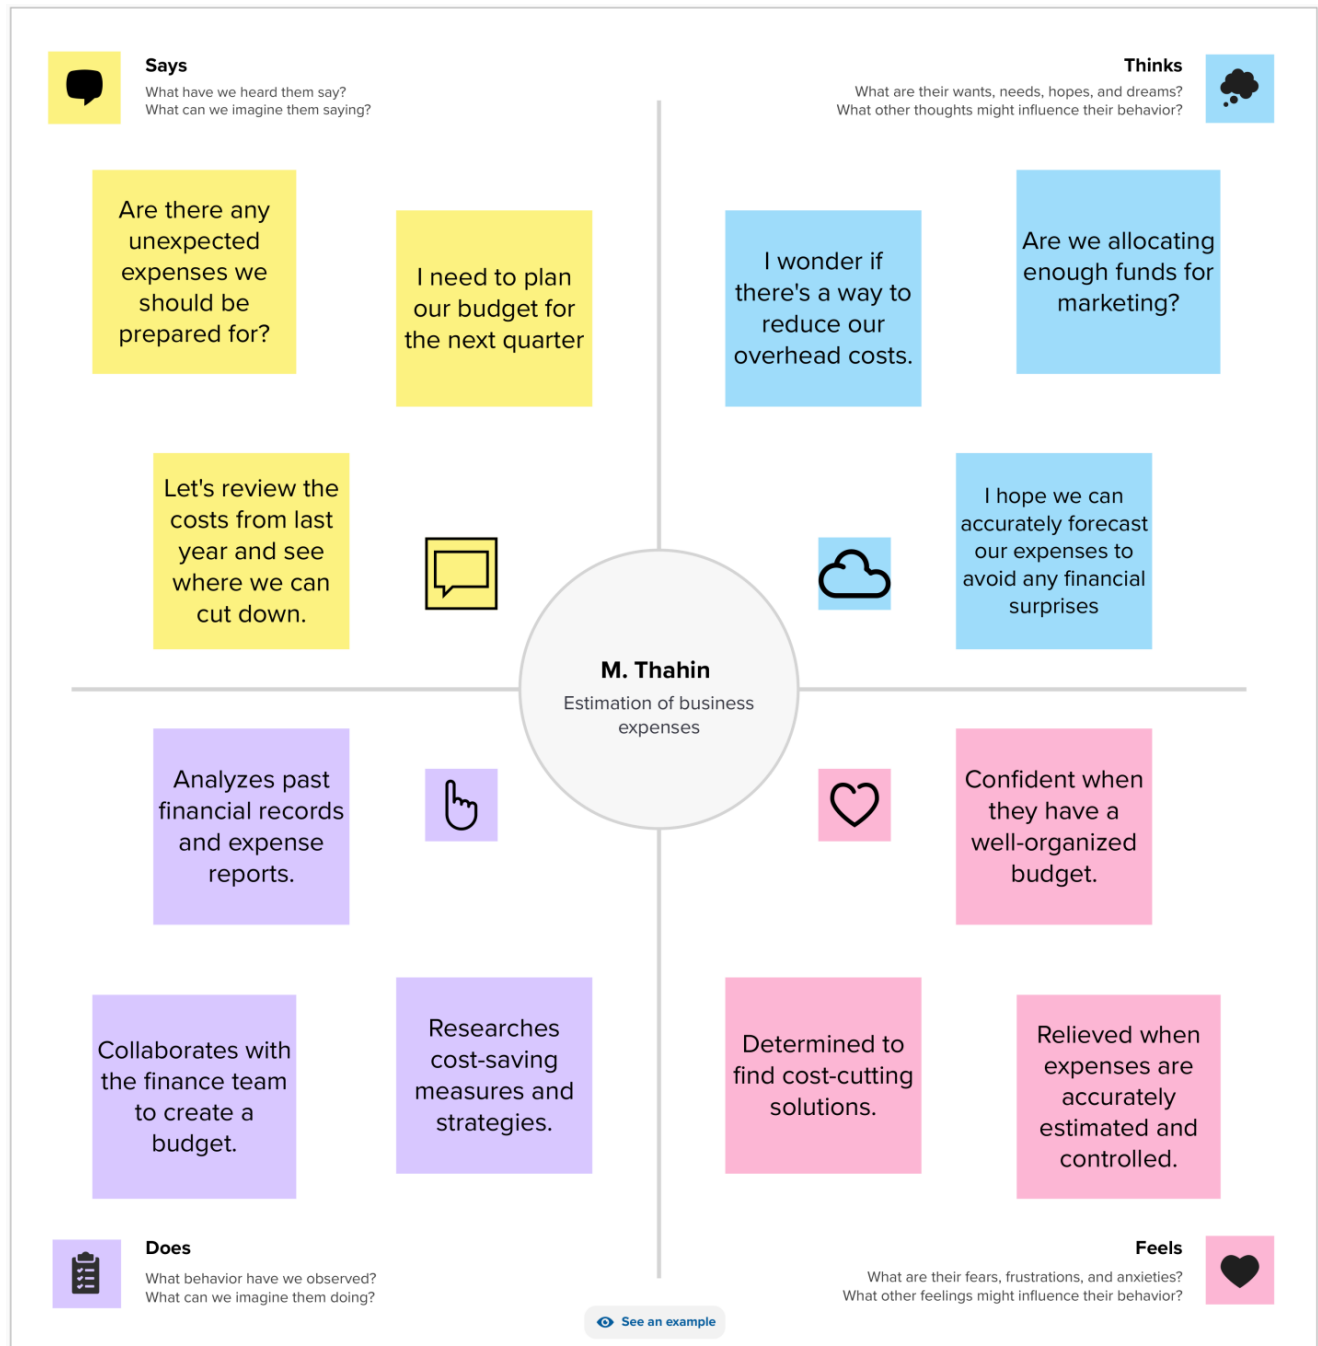 Says
What have we heard them say?
What can we imagine them saying?
Thinks
What are their wants, needs, hopes, and dreams?
What other thoughts might influence their behavior?
Are there any
unexpected
expenses we
should be
prepared for?
I need to plan
our budget for
the next quarter
Let's review the
costs from last
year and see
where we can
cut down.
I wonder if
there's a way to
reduce our
overhead costs.
Are we allocating
enough funds for
marketing?
I hope we can
accurately forecast
our expenses to
avoid any financial
surprises
M. Thahin
Estimation of business
expenses
Analyzes past
financial records
and expense
reports.
Collaborates with
the finance team
to create a
budget.
Researches
cost-saving
measures and
strategies.
Confident when
they have a
well-organized
budget.
Determined to
find cost-cutting
solutions.
Relieved when
expenses are
accurately
estimated and
controlled.
Does
What behavior have we observed?
What can we imagine them doing?
Feels
What are their fears, frustrations, and anxieties?
What other feelings might influence their behavior?
See an example